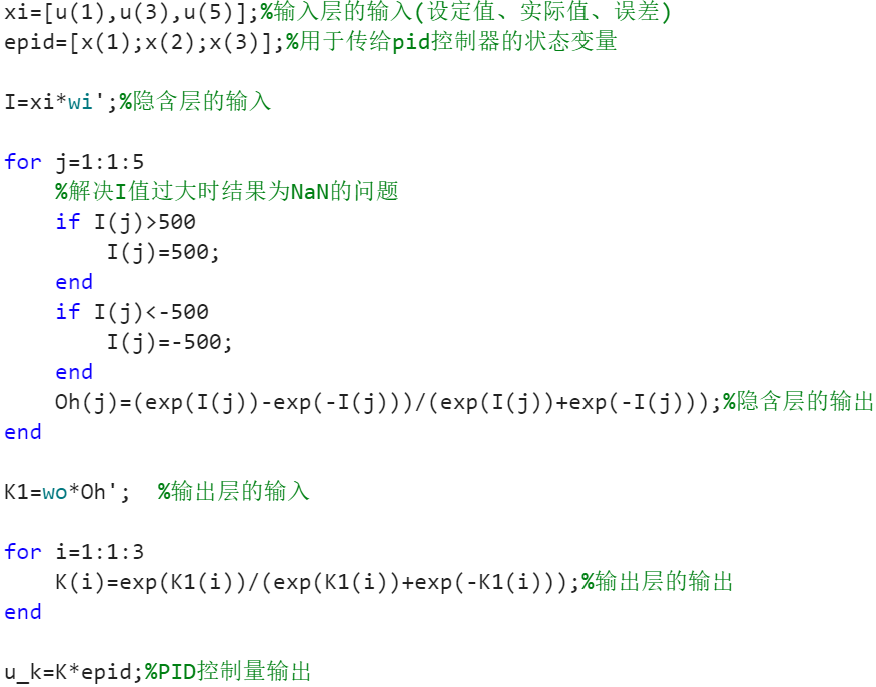 xi=[u(1),u(3),u(5)];%输入层的输入(设定值、实际值、误差)
epid=[x(1);x(2);x(3)];%用于传给pid控制器的状态变量
I=xi*wi';%隐含层的输入
for j=1:1:5
%解决I值过大时结果为NaN的问题
if I(j)>500
I(j)=500;
end
if I(j)<-500
I(j)=-500;
end
Oh(j)=(exp(I(j))-exp(-I(j)))/(exp(I(j))+exp(-I(j)));%隐含层的输出
end
K1=wo*Oh'; %输出层的输入
for i=1:1:3
K(i)=exp(K1(i))/(exp(K1(i))+exp(-K1(i)));%输出层的输出
end
u_k=K*epid;%PID控制量输出